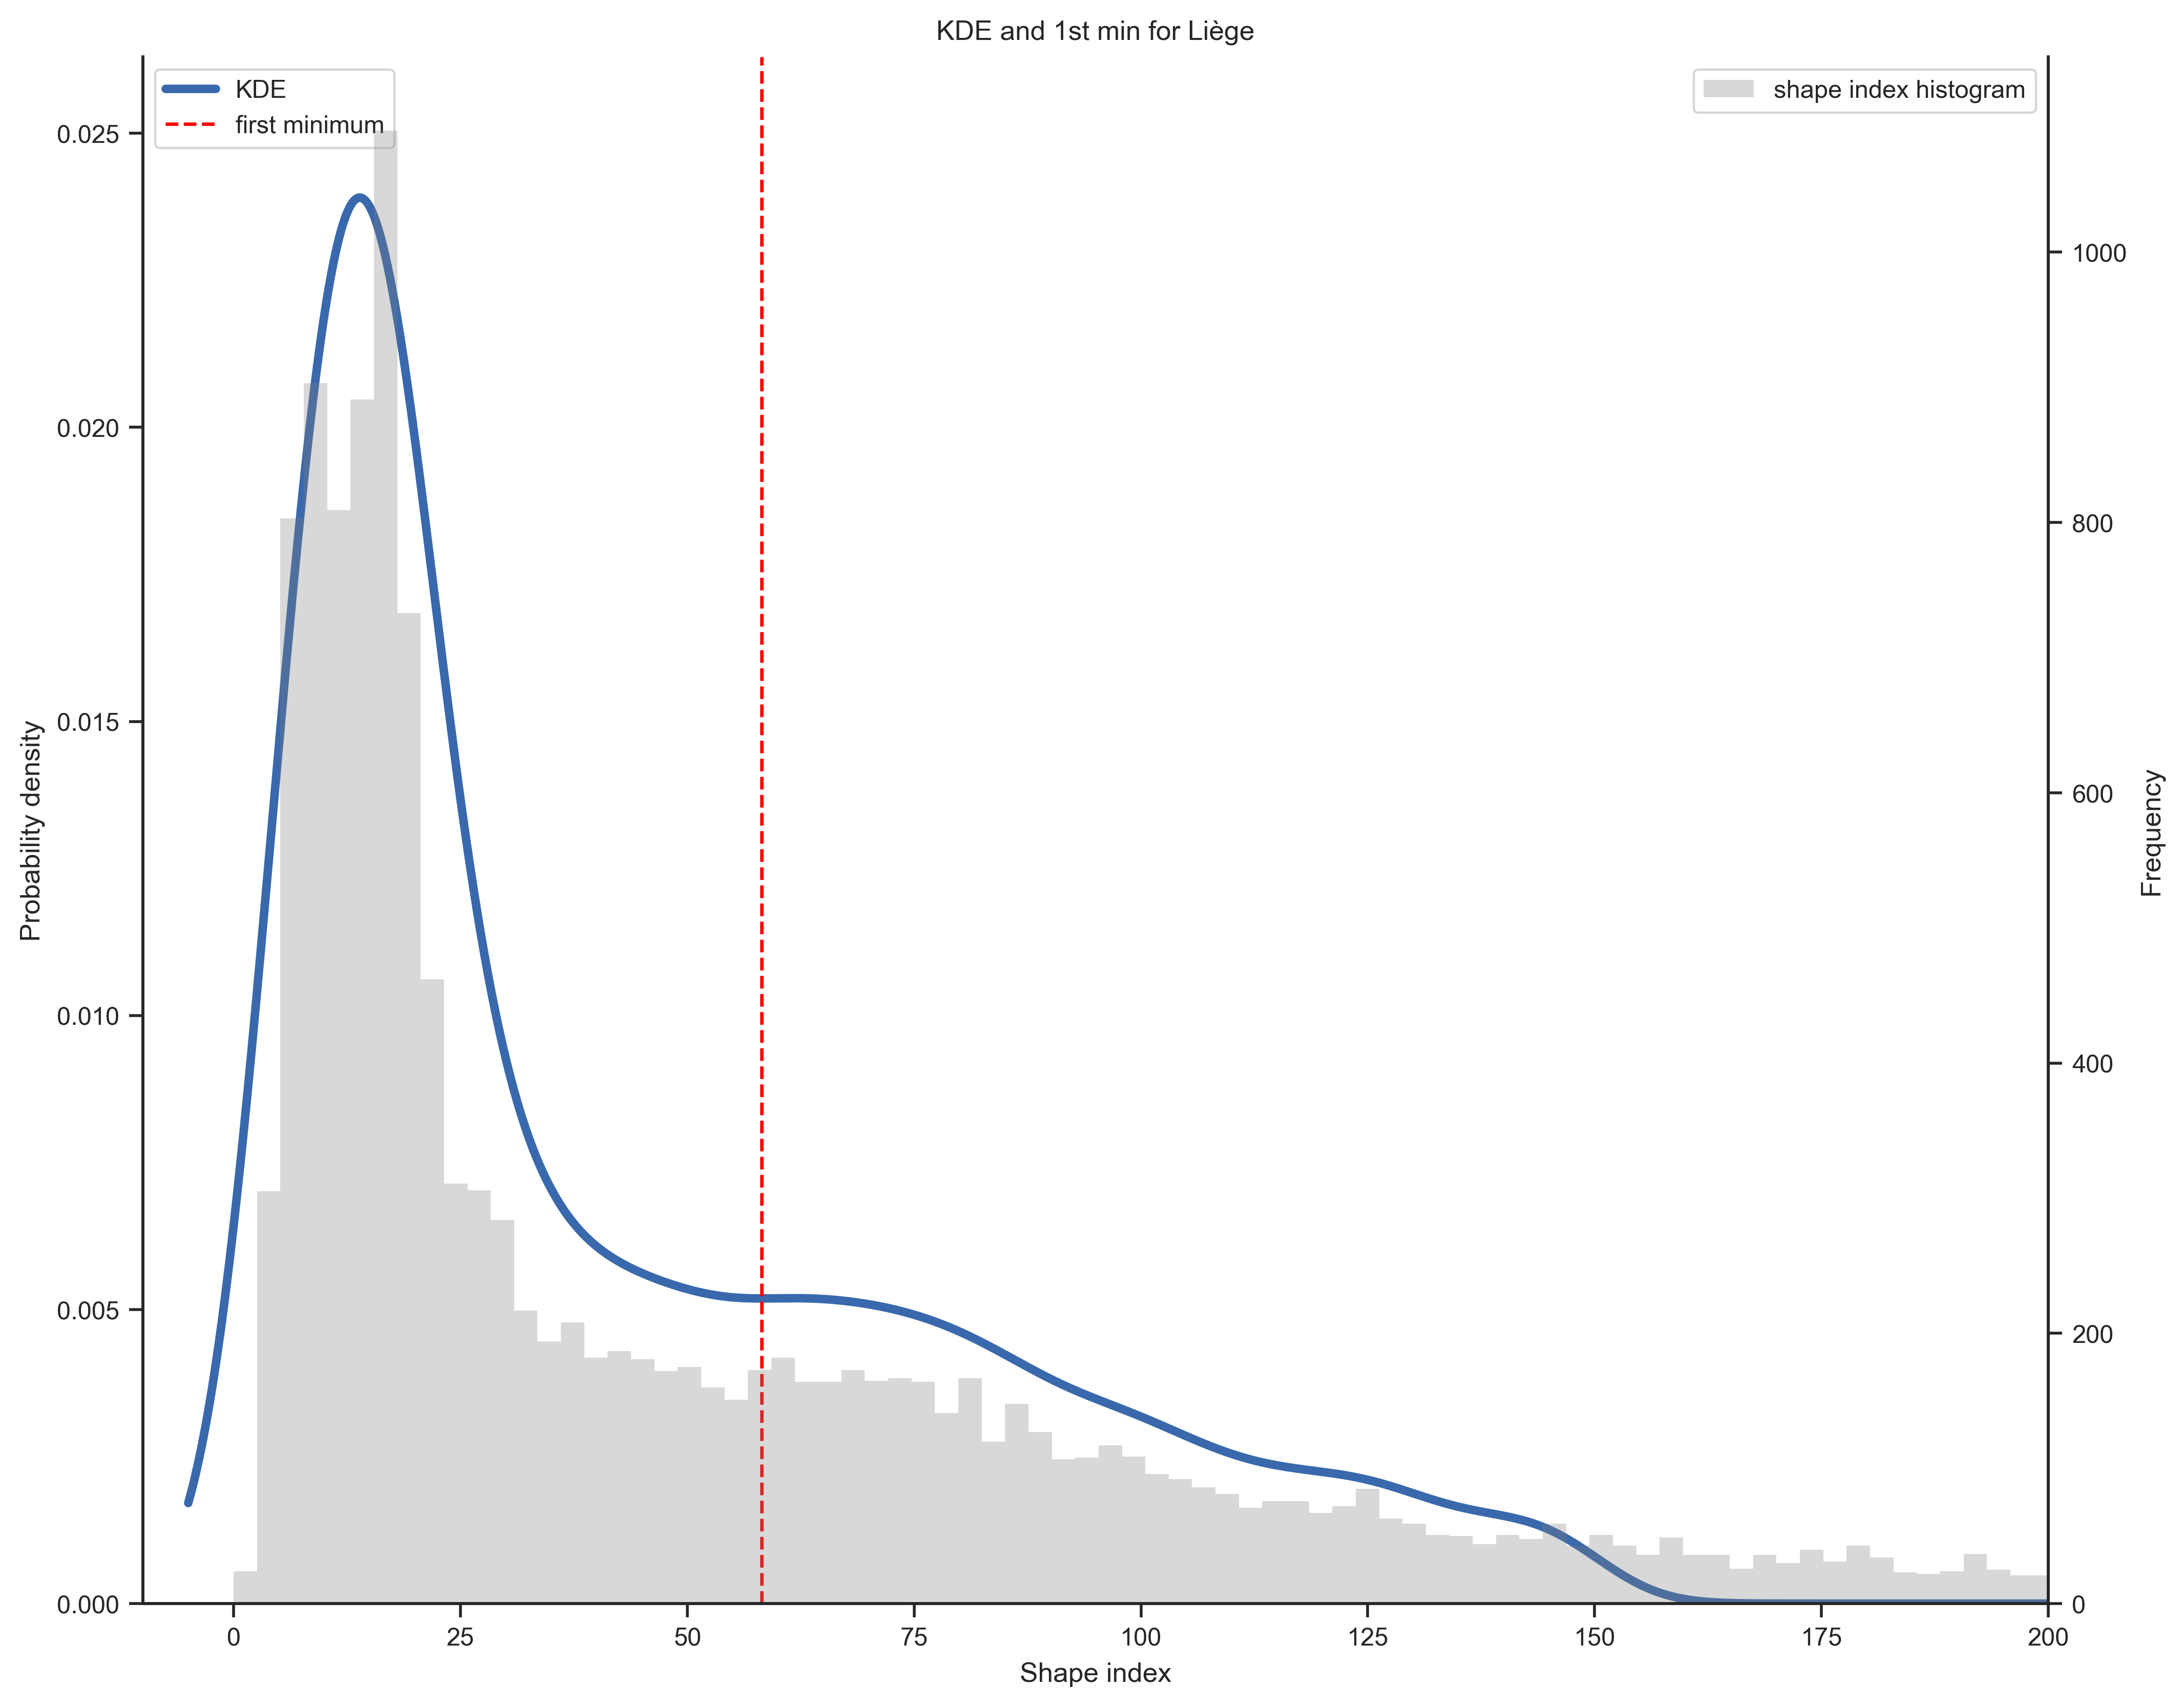 KDE and 1st min for Liège
KDE
first minimum
shape index histogram
0.025
0.020
0.015
0.010
0.005
0.000
Probability density
1000
800
600
400
200
0
Frequency
0 25 50 75 100 125 150 175 200
Shape index